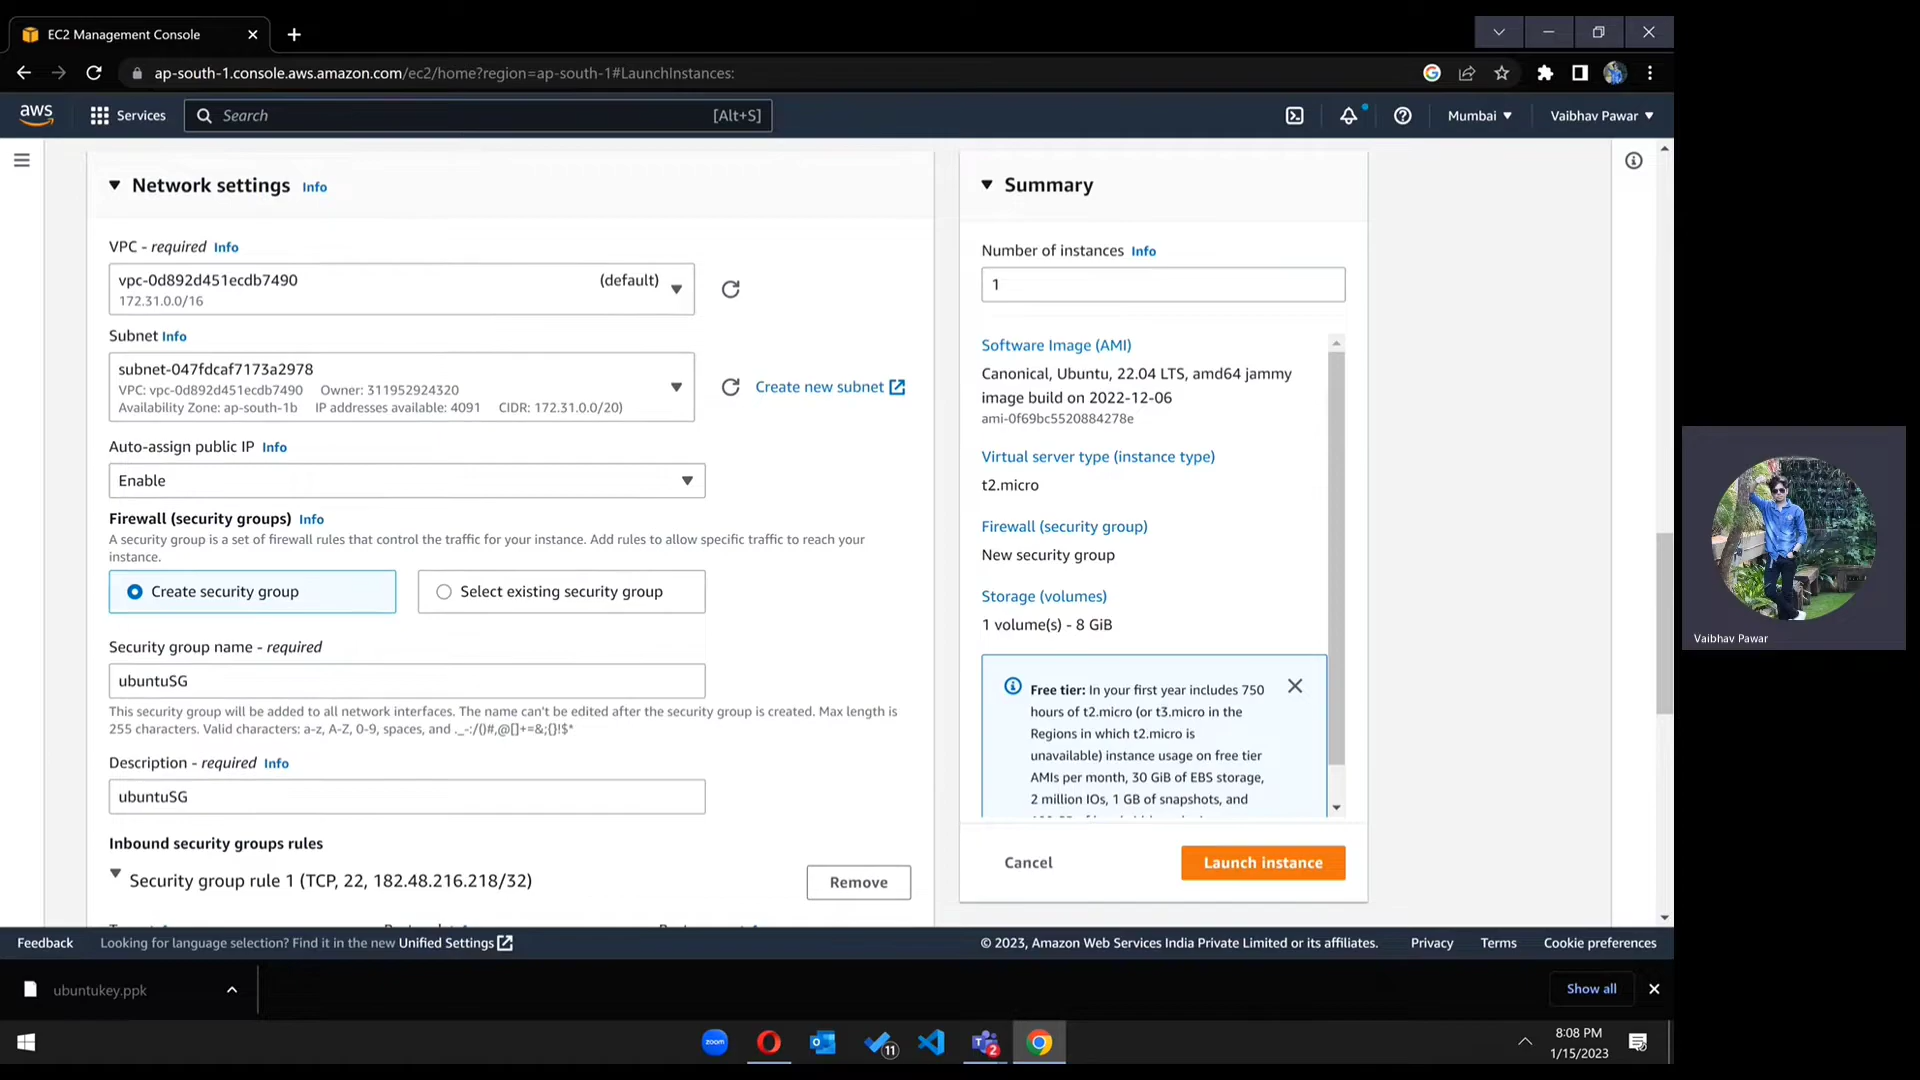 EC2 Management Console
ap-south-1.console.aws.amazon.com/ec2/home?region=ap-south-1#LaunchInstances:
aws
Services
Search
[Alt+S]
Mumbai
Vaibhav Pawar
Network settings Info
VPC - required Info
vpc-0d892d451ecdb7490
(default)
172.31.0.0/16
Subnet Info
subnet-047fdcaf7173a2978
VPC: vpc-0d892d451ecdb7490 Owner: 311952924320
Availability Zone: ap-south-1b IP addresses available: 4091 CIDR: 172.31.0.0/20)
Create new subnet
Auto-assign public IP Info
Enable
Firewall (security groups) Info
A security group is a set of firewall rules that control the traffic for your instance. Add rules to allow specific traffic to reach your
instance.
Create security group
Select existing security group
Security group name - required
ubuntuSG
This security group will be added to all network interfaces. The name can't be edited after the security group is created. Max length is
255 characters. Valid characters: a-z, A-Z, 0-9, spaces, and ._-:/()#,@[]+=&;{}!$*
Description - required Info
ubuntuSG
Inbound security groups rules
Security group rule 1 (TCP, 22, 182.48.216.218/32)
Remove
Summary
Number of instances Info
1
Software Image (AMI)
Canonical, Ubuntu, 22.04 LTS, amd64 jammy
image build on 2022-12-06
ami-0f69bc5520884278e
Virtual server type (instance type)
t2.micro
Firewall (security group)
New security group
Storage (volumes)
1 volume(s) - 8 GiB
Free tier: In your first year includes 750
hours of t2.micro (or t3.micro in the
Regions in which t2.micro is
unavailable) instance usage on free tier
AMIs per month, 30 GiB of EBS storage,
2 million IOs, 1 GB of snapshots, and
Cancel
Launch instance
Vaibhav Pawar
Feedback
Looking for language selection? Find it in the new Unified Settings
© 2023, Amazon Web Services India Private Limited or its affiliates.
Privacy
Terms
Cookie preferences
ubuntukey.ppk
Show all
zoom
11
2
8:08 PM
1/15/2023